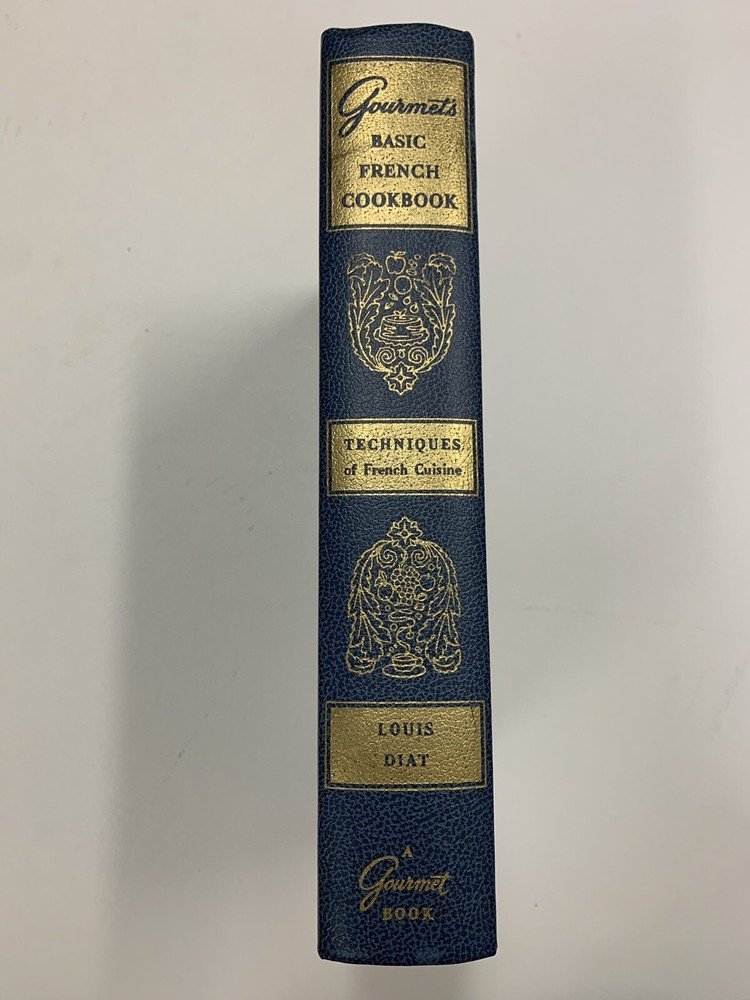 Gourmet's
BASIC
FRENCH
COOKBOOK
TECHNIQUES
of French Cuisine
LOUIS
DIAT
A
Gourmet
BOOK